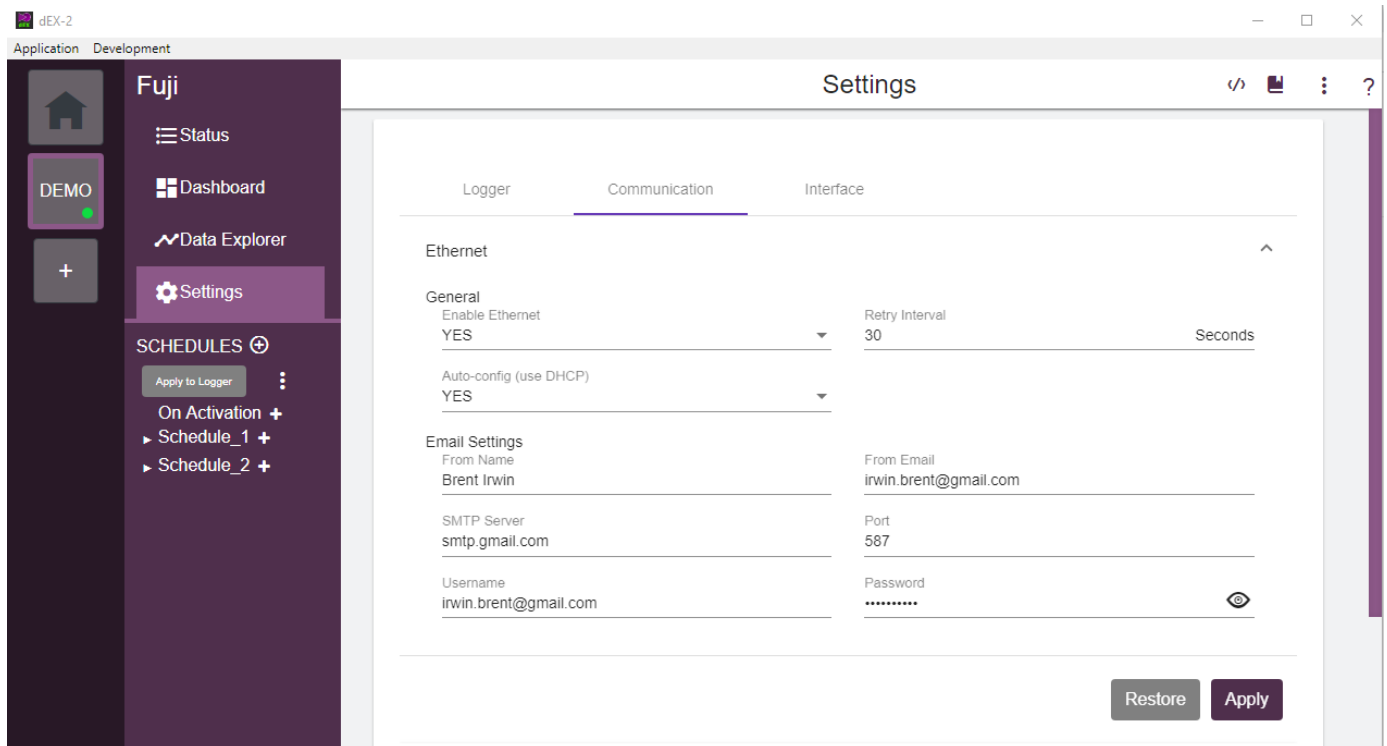 dEX-2
Application Development
Fuji
Settings
</>
?
Status
DEMO
Dashboard
Data Explorer
+
Settings
SCHEDULES
Apply to Logger
On Activation +
Schedule_1 +
Schedule_2 +
Logger Communication Interface
Ethernet
General
Enable Ethernet Retry Interval
YES 30 Seconds
Auto-config (use DHCP)
YES
Email Settings
From Name From Email
Brent Irwin irwin.brent@gmail.com
SMTP Server Port
smtp.gmail.com 587
Username Password
irwin.brent@gmail.com ••••••••••
Restore Apply